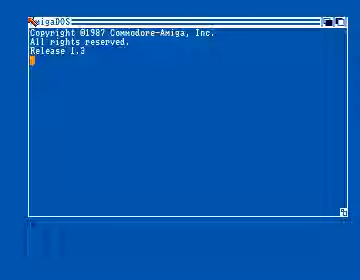 AmigaDOS
Copyright ©1987 Commodore-Amiga, Inc.
All rights reserved.
Release 1.3